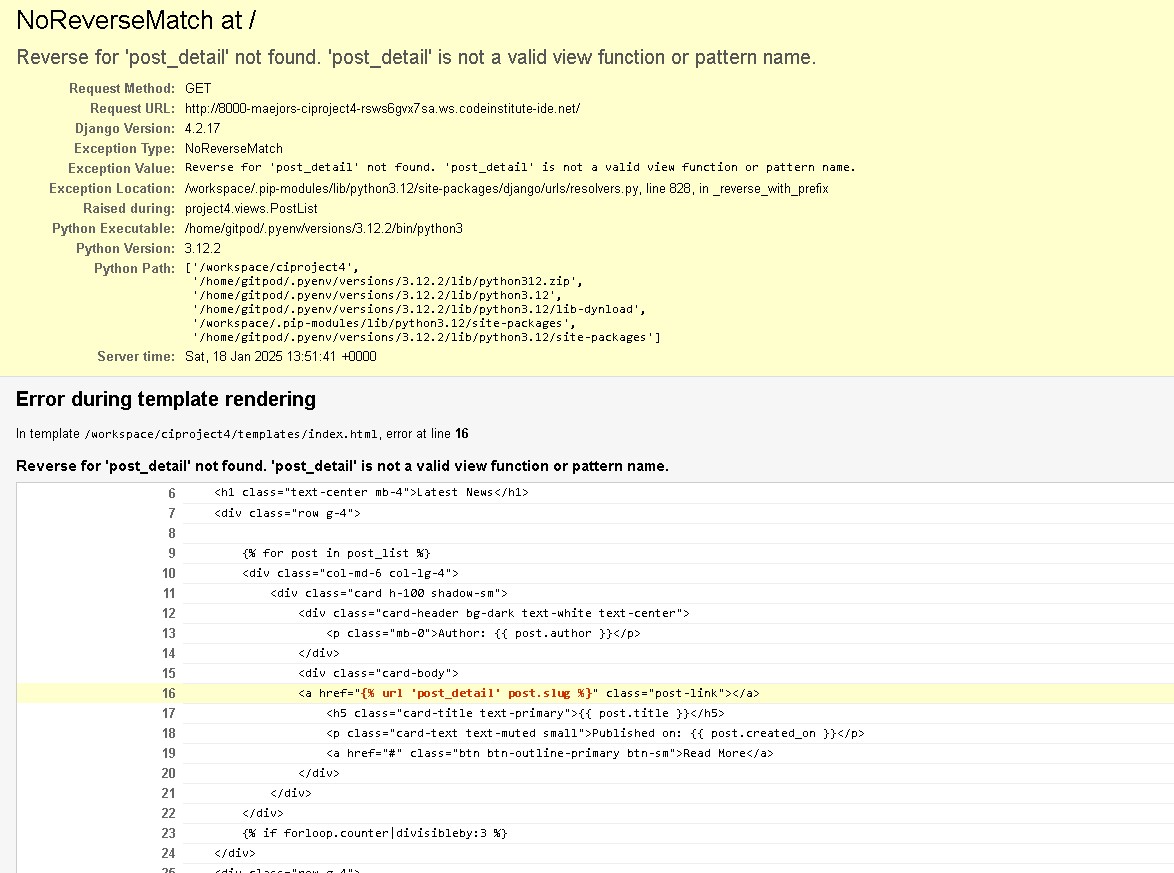 NoReverseMatch at /
Reverse for 'post_detail' not found. 'post_detail' is not a valid view function or pattern name.
Request Method: GET
Request URL: http://8000-maejors-ciproject4-rsws6gvx7sa.ws.codeinstitute-ide.net/
Django Version: 4.2.17
Exception Type: NoReverseMatch
Exception Value: Reverse for 'post_detail' not found. 'post_detail' is not a valid view function or pattern name.
Exception Location: /workspace/.pip-modules/lib/python3.12/site-packages/django/urls/resolvers.py, line 828, in _reverse_with_prefix
Raised during: project4.views.PostList
Python Executable: /home/gitpod/.pyenv/versions/3.12.2/bin/python3
Python Version: 3.12.2
Python Path: ['/workspace/ciproject4',
'/home/gitpod/.pyenv/versions/3.12.2/lib/python312.zip',
'/home/gitpod/.pyenv/versions/3.12.2/lib/python3.12',
'/home/gitpod/.pyenv/versions/3.12.2/lib/python3.12/lib-dynload',
'/workspace/.pip-modules/lib/python3.12/site-packages',
'/home/gitpod/.pyenv/versions/3.12.2/lib/python3.12/site-packages']
Server time: Sat, 18 Jan 2025 13:51:41 +0000
Error during template rendering
In template /workspace/ciproject4/templates/index.html, error at line 16
Reverse for 'post_detail' not found. 'post_detail' is not a valid view function or pattern name.
6 <h1 class="text-center mb-4">Latest News</h1>
7 <div class="row g-4">
8
9 {% for post in post_list %}
10 <div class="col-md-6 col-lg-4">
11 <div class="card h-100 shadow-sm">
12 <div class="card-header bg-dark text-white text-center">
13 <p class="mb-0">Author: {{ post.author }}</p>
14 </div>
15 <div class="card-body">
16 <a href="{% url 'post_detail' post.slug %}" class="post-link"></a>
17 <h5 class="card-title text-primary">{{ post.title }}</h5>
18 <p class="card-text text-muted small">Published on: {{ post.created_on }}</p>
19 <a href="#" class="btn btn-outline-primary btn-sm">Read More</a>
20 </div>
21 </div>
22 </div>
23 {% if forloop.counter|divisibleby:3 %}
24 </div>
25 <div class="row g-4">